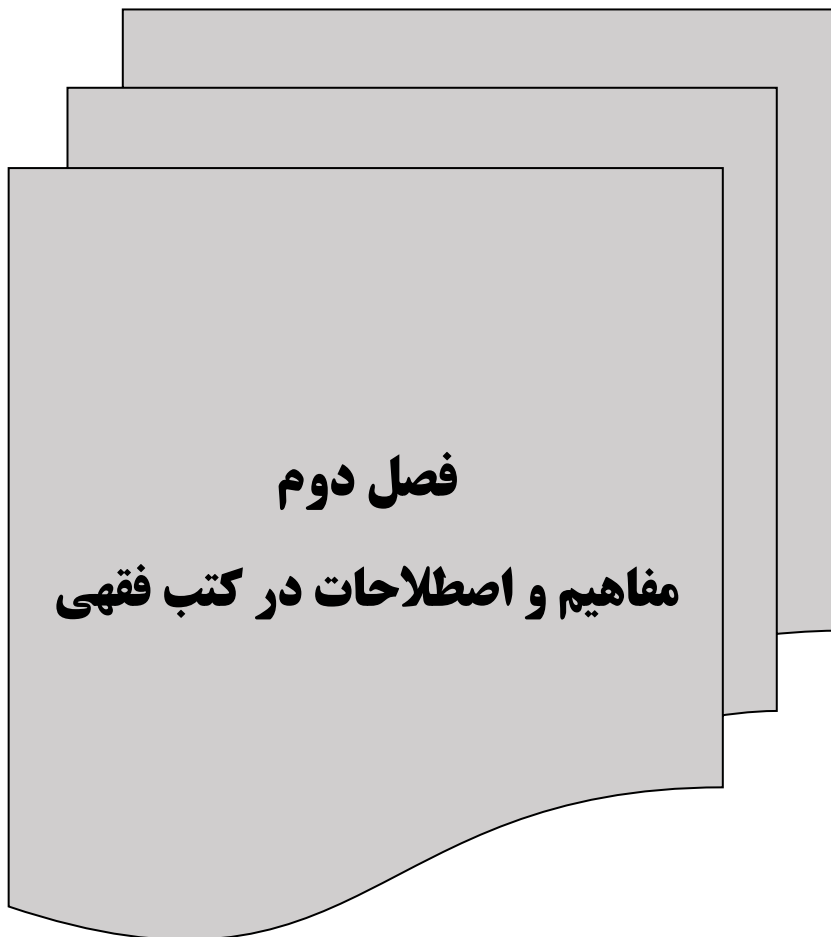 فصل دوم
مفاهیم و اصطلاحات در کتب فقهی